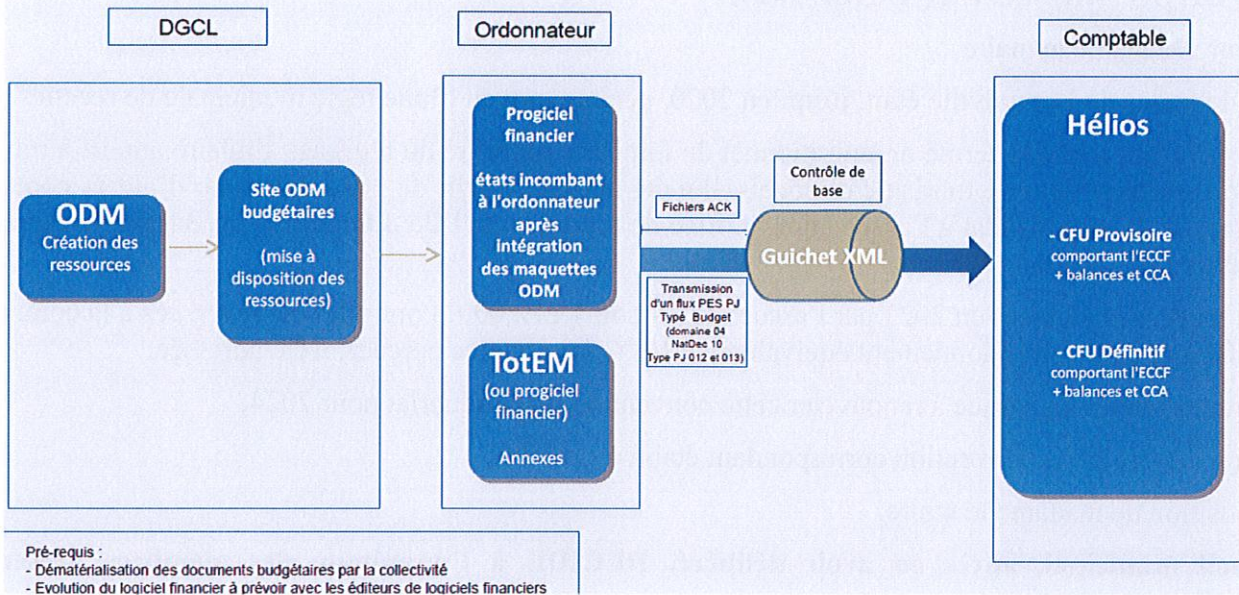 DGCL
Ordonnateur
Comptable
ODM
Création des
ressources
Site ODM
budgétaires
(mise à
disposition des
ressources)
Progiciel
financier
états incombant
à l'ordonnateur
après
intégration
des maquettes
ODM
TotEM
(ou progiciel
financier)
Annexes
Fichiers ACK
Transmission
d'un flux PES PJ
Typé Budget
(domaine 04
NatDec 10
Type PJ 012 et 013)
Contrôle de
base
Guichet XML
Hélios
- CFU Provisoire
comportant l'ECCF
+ balances et CCA
- CFU Définitif
comportant l'ECCF
+ balances et CCA
Pré-requis :
- Dématérialisation des documents budgétaires par la collectivité
- Evolution du logiciel financier à prévoir avec les éditeurs de logiciels financiers